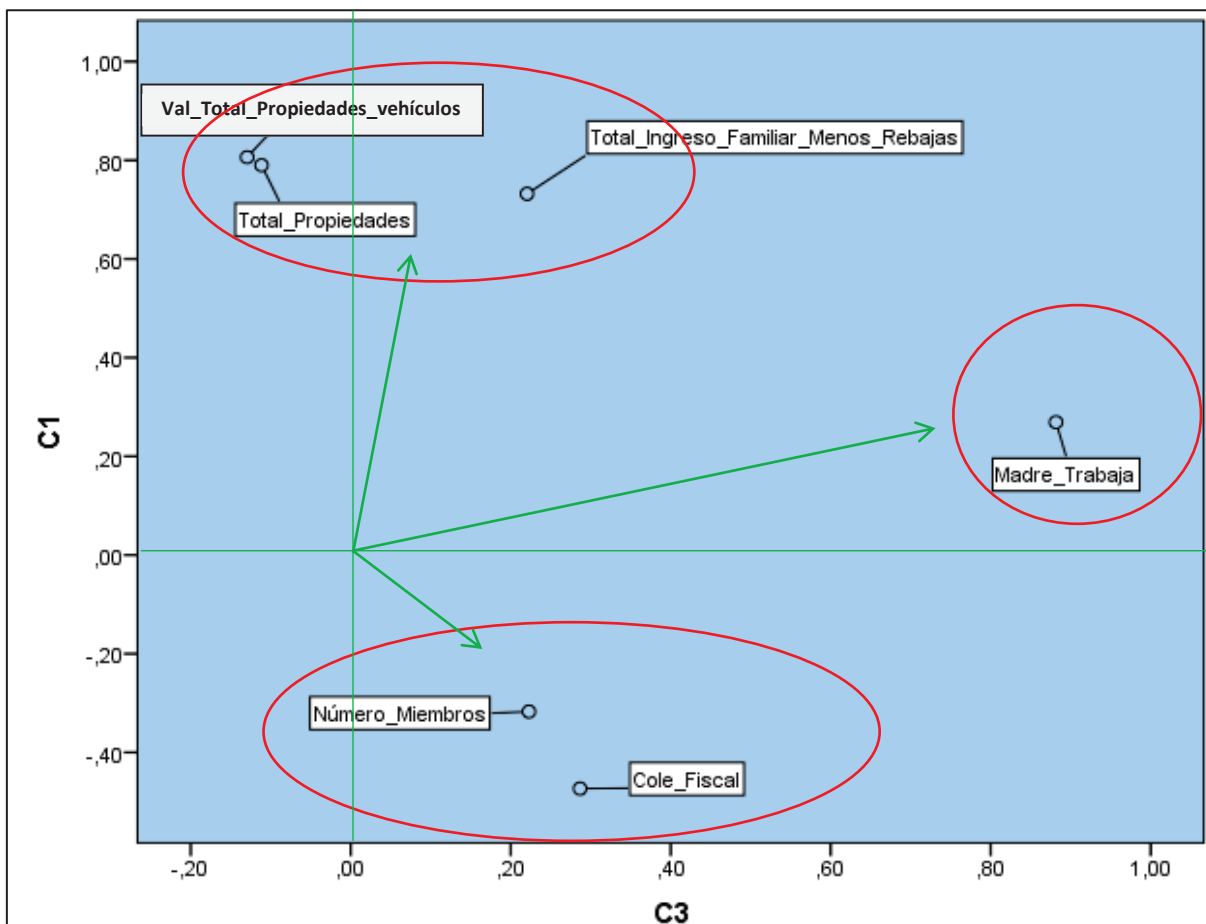 1,00
Val_Total_Propiedades_vehículos
Total_Ingreso_Familiar_Menos_Rebajas
,80
Total_Propiedades
,60
,40
C1
Madre_Trabaja
,20
,00
-,20
Número_Miembros
Cole_Fiscal
-,40
-,20 ,00 ,20 ,40 ,60 ,80 1,00
C3